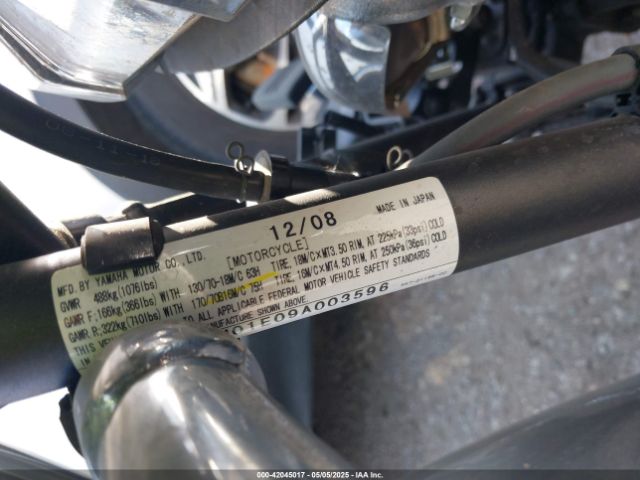 12/08
MADE IN JAPAN
MFD.BY YAMAHA MOTOR CO., LTD. [MOTORCYCLE]
GVWR 488kg(1076lbs)
GAWR F:166kg(366lbs) WITH 130/70-18M/C 63H TIRE, 18M/C×MT3.50 RIM, AT 225kPa(33psi) COLD
GAWR R:322kg(710lbs) WITH 170/70B16M/C 75H TIRE, 16M/C×MT4.50 RIM, AT 250kPa(36psi) COLD
THIS TO ALL APPLICABLE FEDERAL MOTOR VEHICLE SAFETY STANDARDS
IN SHOWN ABOVE.
01E09A003596
000-42045017 - 05/05/2025 - IAAI.com